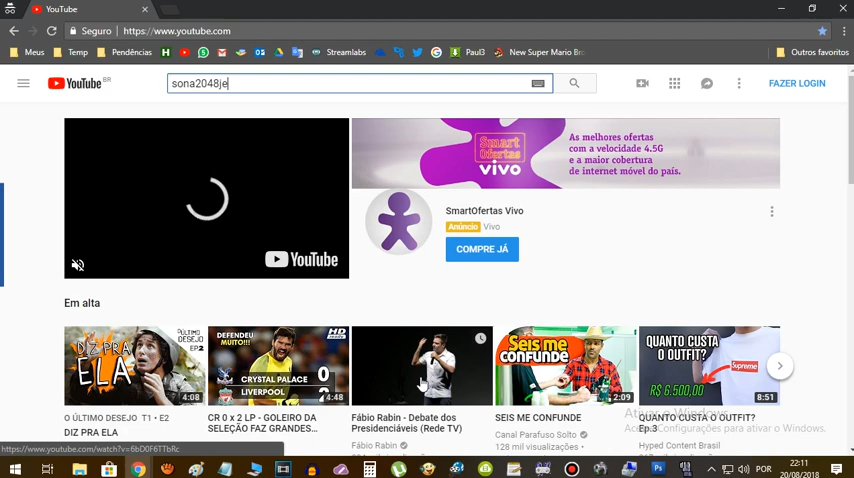 YouTube
Seguro
https://www.youtube.com
Meus
Temp
Pendências
Streamlabs
Paul3
New Super Mario Bro
Outros favoritos
YouTube BR
sona2048je
FAZER LOGIN
YouTube
Smart
Ofertas
vivo
As melhores ofertas
com a velocidade 4.5G
e a maior cobertura
de internet móvel do país.
SmartOfertas Vivo
Anúncio Vivo
COMPRE JÁ
Em alta
O ÚLTIMO
DESEJO
EP2
DIZ PRA
ELA
4:08
DEFENDEU
MUITO!!!
HD
CRYSTAL PALACE 0
LIVERPOOL 2
4:48
SEIS ME
CONFUNDE
2:09
QUANTO CUSTA
O OUTFIT?
Supreme
R$ 6.500,00
8:51
O ÚLTIMO DESEJO T1 • E2
DIZ PRA ELA
CR 0 x 2 LP - GOLEIRO DA
SELEÇÃO FAZ GRANDES
Fábio Rabin - Debate dos
Presidenciáveis (Rede TV)
Fábio Rabin
SEIS ME CONFUNDE
Canal Parafuso Solto
128 mil visualizações •
QUANTO CUSTA O OUTFIT?
Ep.3
Hyped Content Brasil
Ativar o Windows
Acesse Configurações para ativar o Windows.
https://www.youtube.com/watch?v=6bD0F6TTbRc
POR
22:11
20/08/2018